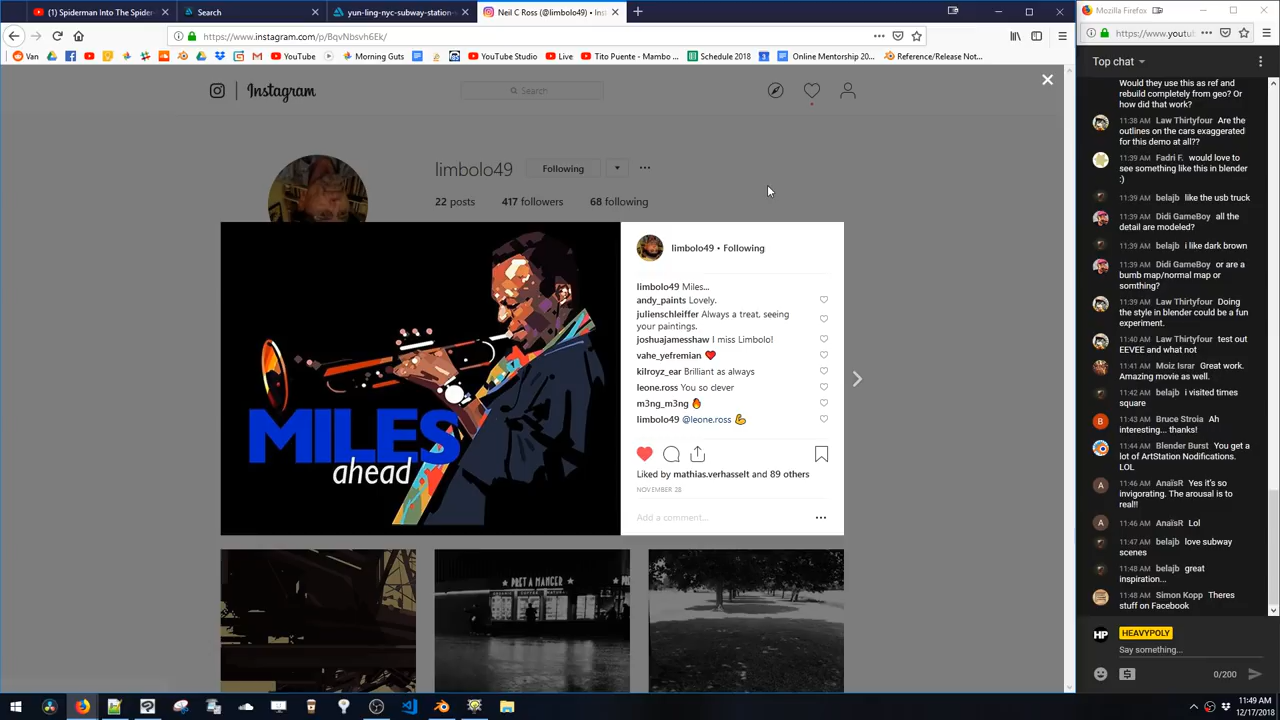 (1) Spiderman Into The Spider
Search
yun-ling-nyc-subway-station
Neil C Ross (@limbolo49) • Inst
Mozilla Firefox
https://www.instagram.com/p/BqvNbsvh6Ek/
https://www.youtu
Van
YouTube
Morning Guts
YouTube Studio
Live
Tito Puente - Mambo ...
Schedule 2018
Online Mentorship 20...
Reference/Release Not...
Top chat
Instagram
Search
limbolo49
Following
22 posts
417 followers
68 following
limbolo49 • Following
limbolo49 Miles...
andy_paints Lovely.
julienschleiffer Always a treat, seeing
your paintings.
joshuajamesshaw I miss Limbolo!
vahe_yefremian ❤
kilroyz_ear Brilliant as always
leone.ross You so clever
m3ng_m3ng 🔥
limbolo49 @leone.ross 💪
Liked by mathias.verhasselt and 89 others
NOVEMBER 28
Add a comment...
MILES
ahead
PRET A MANGER
Would they use this as ref and
rebuild completely from geo? Or
how did that work?
11:38 AM Law Thirtyfour Are the
outlines on the cars exaggerated
for this demo at all??
11:39 AM Fadri F. would love to
see something like this in blender
:)
11:39 AM belajb like the usb truck
11:39 AM Didi GameBoy all the
detail are modeled?
11:39 AM belajb i like dark brown
11:39 AM Didi GameBoy or are a
bump map/normal map or
somthing?
11:39 AM Law Thirtyfour Doing
the style in blender could be a fun
experiment.
11:40 AM Law Thirtyfour test out
EEVEE and what not
11:40 AM Moiz Israr Great work.
Amazing movie as well.
11:42 AM belajb i visited times
square
11:43 AM Bruce Stroia Ah
interesting... thanks!
11:44 AM Blender Burst You get a
lot of ArtStation Notifications.
LOL
11:46 AM AnaïsR Yes it's so
invigorating. The arousal is to
real!!
11:46 AM AnaïsR Lol
11:47 AM belajb love subway
scenes
11:48 AM belajb great
inspiration...
11:48 AM Simon Kopp Theres
stuff on Facebook
HP
HEAVYPOLY
Say something...
0/200
11:49 AM
12/17/2018